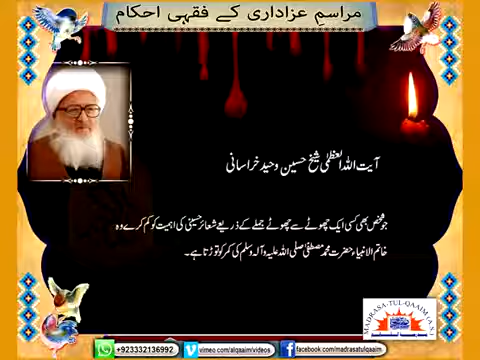 مراسم عزاداری کے فقہی احکام
آیت اللہ العظمٰی شیخ حسین وحید خراسانی
جو شخص بھی کسی ایک چھوٹے سے چھوٹے جملے کے ذریعے شعائر حسینی کی اہمیت کو کم کرے وہ
خاتم الانبیاء حضرت محمد مصطفیٰ صلی اللہ علیہ وآلہ وسلم کی کمر کو توڑتا ہے۔
MADRASA-TUL-QAAIM (A.S)
+923332136992
vimeo.com/alqaaim/videos
facebook.com/madrasatulqaaim